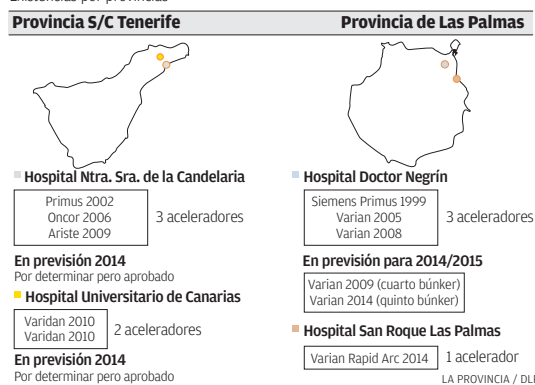 Existencias por provincias
Provincia S/C Tenerife
Hospital Ntra. Sra. de la Candelaria
Primus 2002
Oncor 2006
Ariste 2009
3 aceleradores
En previsión 2014
Por determinar pero aprobado
Hospital Universitario de Canarias
Varidan 2010
Varidan 2010
2 aceleradores
En previsión 2014
Por determinar pero aprobado
Provincia de Las Palmas
Hospital Doctor Negrín
Siemens Primus 1999
Varian 2005
Varian 2008
3 aceleradores
En previsión para 2014/2015
Varian 2009 (cuarto búnker)
Varian 2014 (quinto búnker)
Hospital San Roque Las Palmas
Varian Rapid Arc 2014
1 acelerador
LA PROVINCIA / DLP